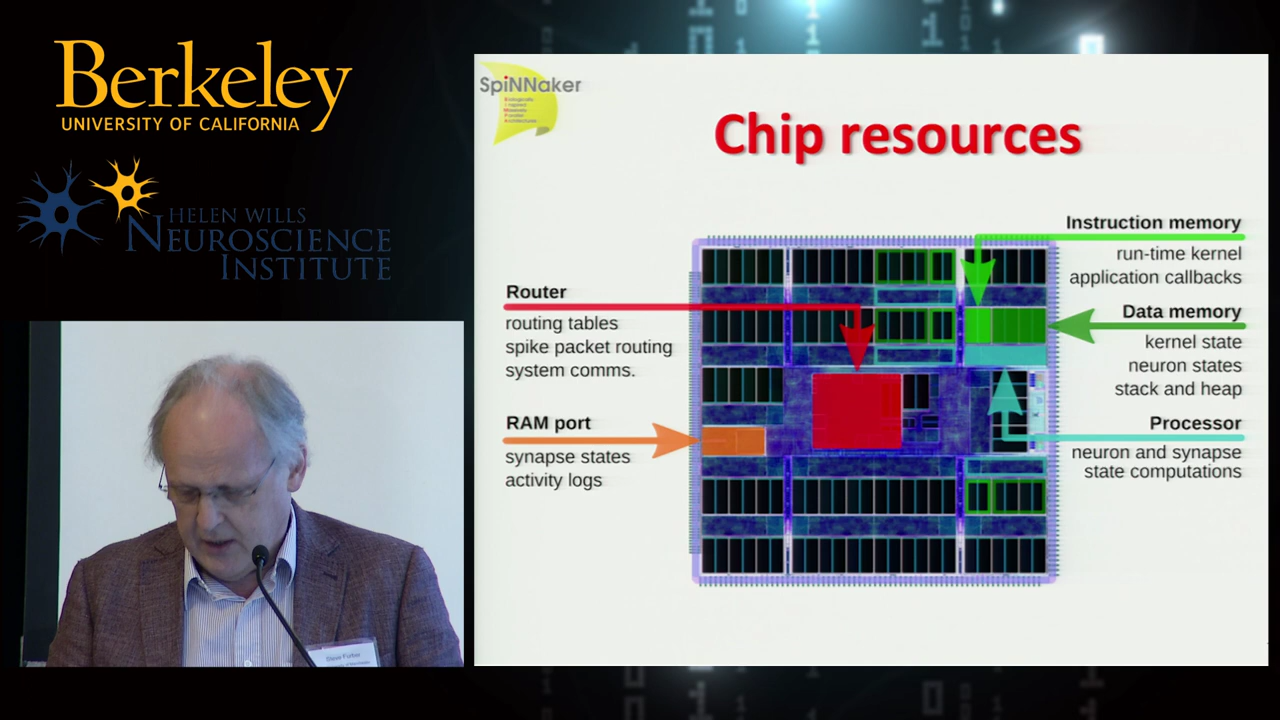 Berkeley
UNIVERSITY OF CALIFORNIA
HELEN WILLS
NEUROSCIENCE
INSTITUTE
SpiNNaker
Chip resources
Router
routing tables
spike packet routing
system comms.
RAM port
synapse states
activity logs
Instruction memory
run-time kernel
application callbacks
Data memory
kernel state
neuron states
stack and heap
Processor
neuron and synapse
state computations
Steve Furber